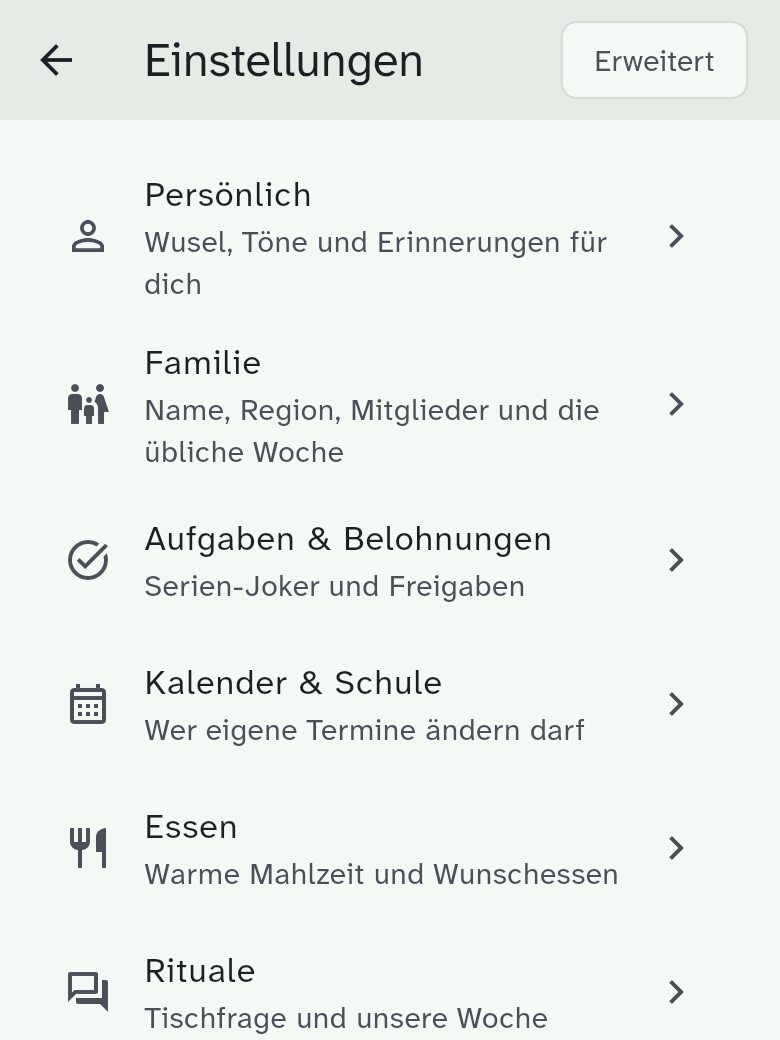 Einstellungen
Erweitert
Persönlich
Wusel, Töne und Erinnerungen für
dich
Familie
Name, Region, Mitglieder und die
übliche Woche
Aufgaben & Belohnungen
Serien-Joker und Freigaben
Kalender & Schule
Wer eigene Termine ändern darf
Essen
Warme Mahlzeit und Wunschessen
Rituale
Tischfrage und unsere Woche